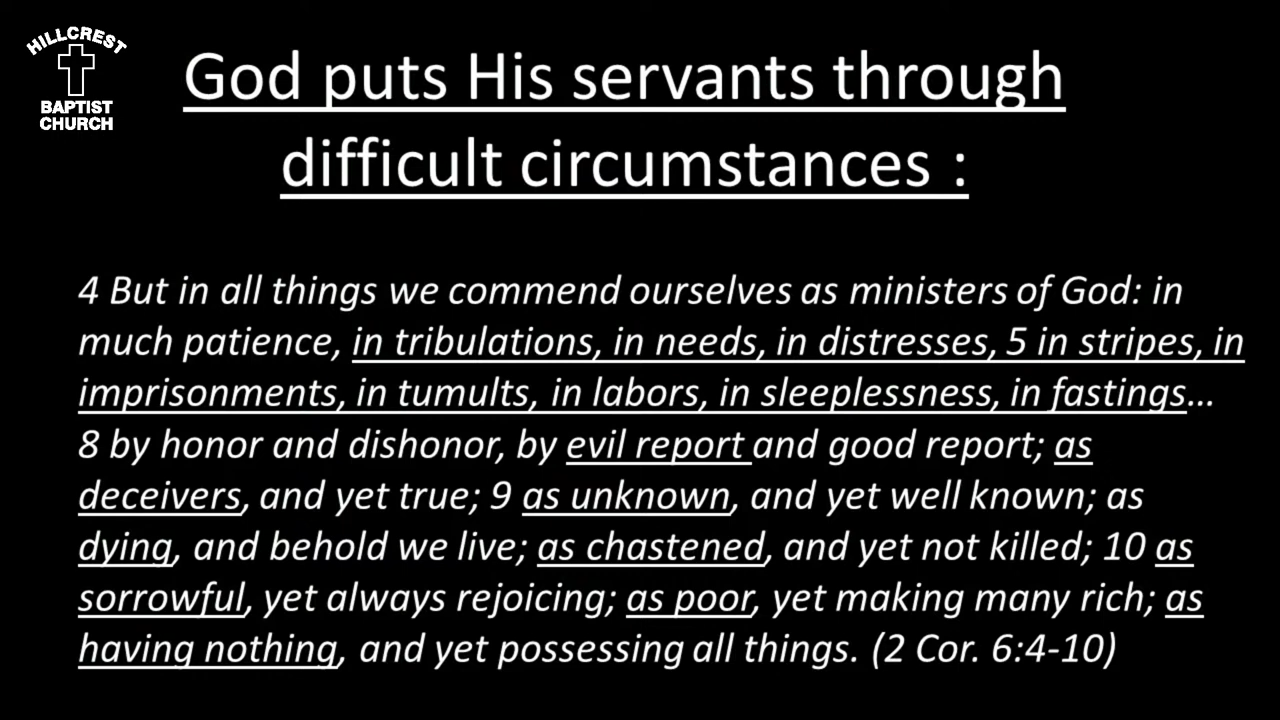 HILLCREST
BAPTIST
CHURCH
God puts His servants through
difficult circumstances :
4 But in all things we commend ourselves as ministers of God: in
much patience, in tribulations, in needs, in distresses, 5 in stripes, in
imprisonments, in tumults, in labors, in sleeplessness, in fastings...
8 by honor and dishonor, by evil report and good report; as
deceivers, and yet true; 9 as unknown, and yet well known; as
dying, and behold we live; as chastened, and yet not killed; 10 as
sorrowful, yet always rejoicing; as poor, yet making many rich; as
having nothing, and yet possessing all things. (2 Cor. 6:4-10)